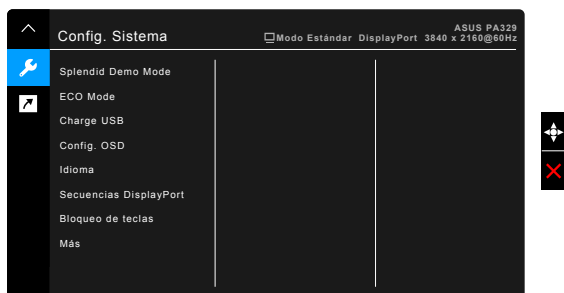 ASUS PA329
Config. Sistema
Modo Estándar DisplayPort 3840 x 2160@60Hz
Splendid Demo Mode
ECO Mode
Charge USB
Config. OSD
Idioma
Secuencias DisplayPort
Bloqueo de teclas
Más